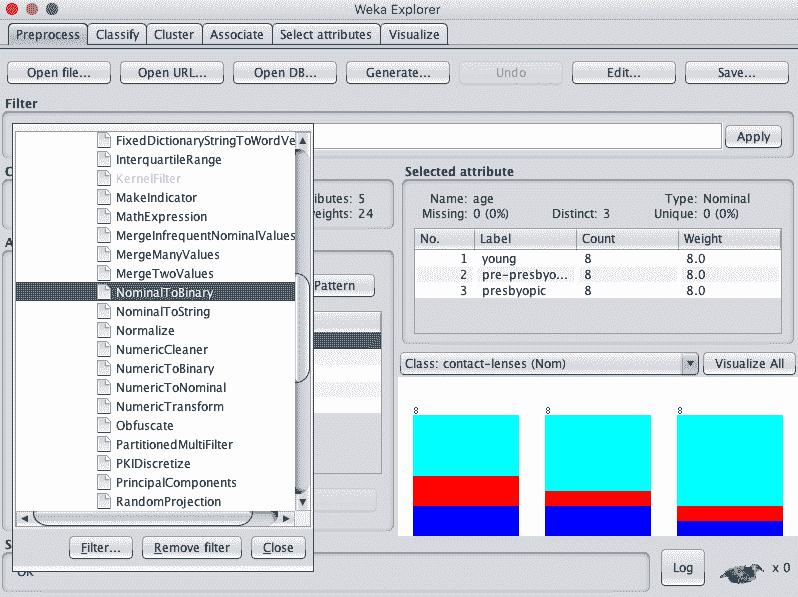 Weka Explorer
Preprocess Classify Cluster Associate Select attributes Visualize
Open file... Open URL... Open DB... Generate... Undo Edit... Save...
Filter
Apply
FixedDictionaryStringToWordVe
InterquartileRange
KernelFilter
MakeIndicator
MathExpression
MergeInfrequentNominalValues
MergeManyValues
MergeTwoValues
NominalToBinary
NominalToString
Normalize
NumericCleaner
NumericToBinary
NumericToNominal
NumericTransform
Obfuscate
PartitionedMultiFilter
PKIDiscretize
PrincipalComponents
RandomProjection
Filter... Remove filter Close
ibutes: 5
eights: 24
Pattern
Selected attribute
Name: age Type: Nominal
Missing: 0 (0%) Distinct: 3 Unique: 0 (0%)
No. Label Count Weight
1 young 8 8.0
2 pre-presbyo... 8 8.0
3 presbyopic 8 8.0
Class: contact-lenses (Nom) Visualize All
8 8 8
OK
Log x 0